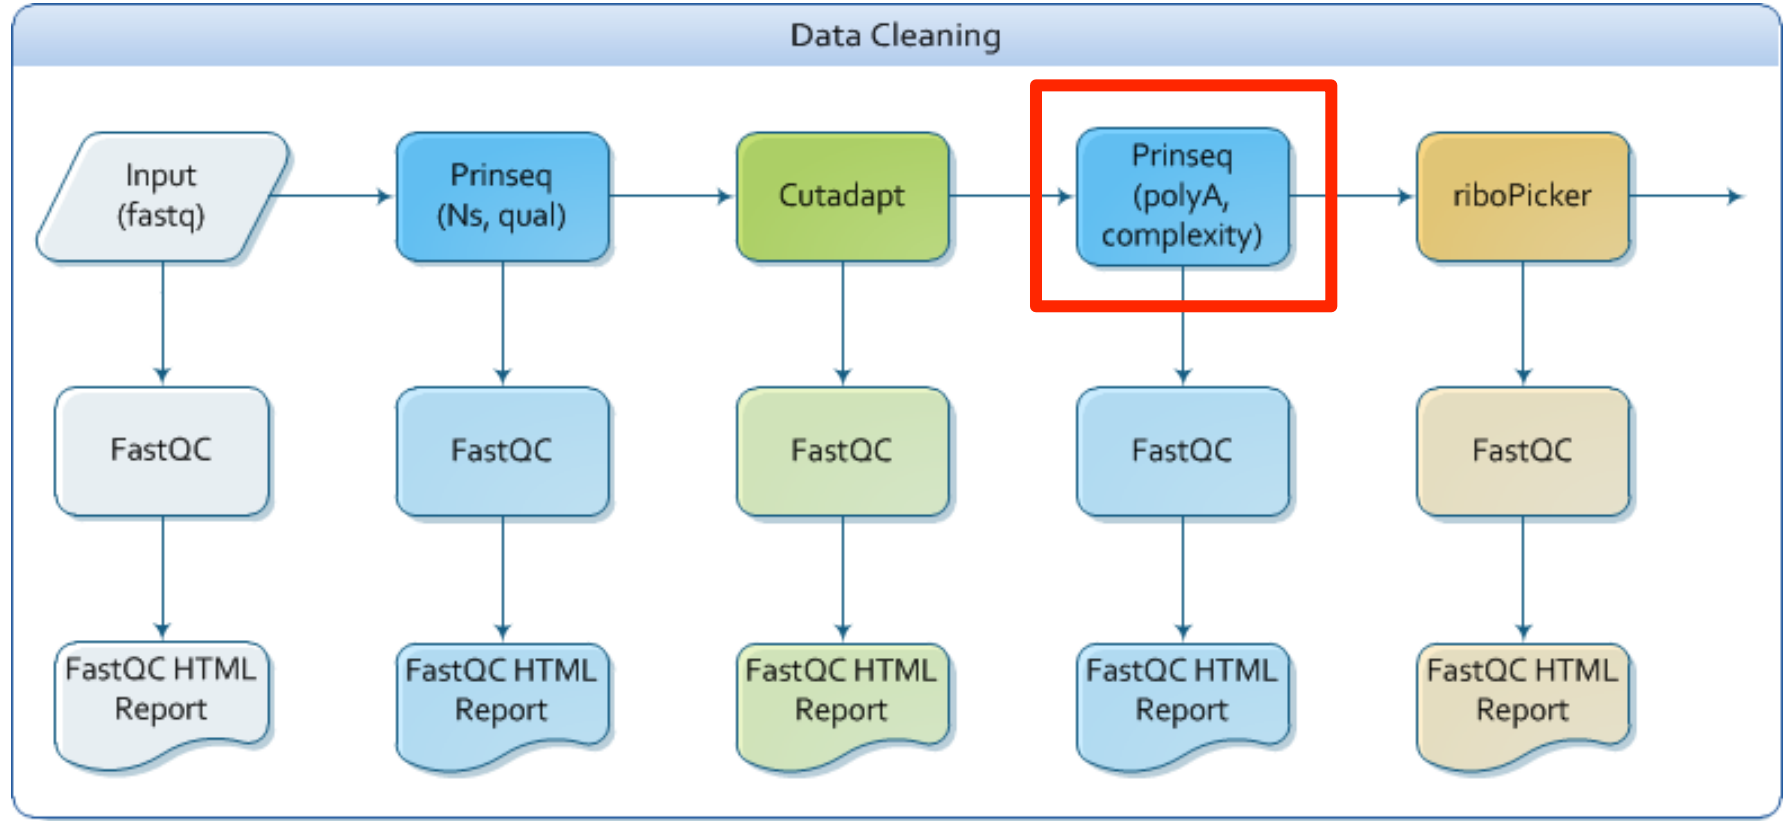 Data Cleaning
Input
(fastq)
Prinseq
(Ns, qual)
Cutadapt
Prinseq
(polyA,
complexity)
riboPicker
FastQC
FastQC
FastQC
FastQC
FastQC
FastQC HTML
Report
FastQC HTML
Report
FastQC HTML
Report
FastQC HTML
Report
FastQC HTML
Report